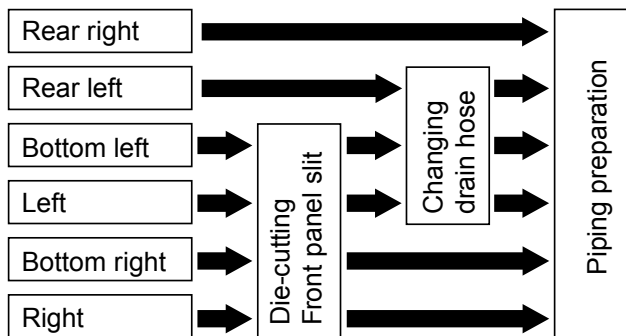 Rear right
Rear left
Bottom left
Left
Bottom right
Right
Die-cutting
Front panel slit
Changing
drain hose
Piping preparation